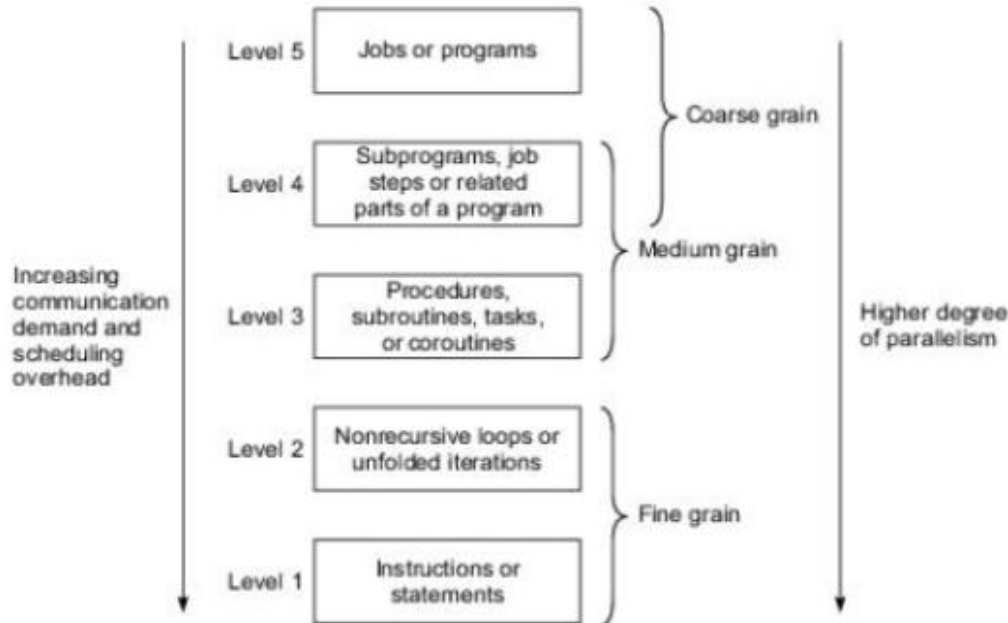 Level 5
Jobs or programs
Coarse grain
Level 4
Subprograms, job
steps or related
parts of a program
Medium grain
Increasing
communication
demand and
scheduling
overhead
Level 3
Procedures,
subroutines, tasks,
or coroutines
Higher degree
of parallelism
Level 2
Nonrecursive loops or
unfolded iterations
Fine grain
Level 1
Instructions or
statements